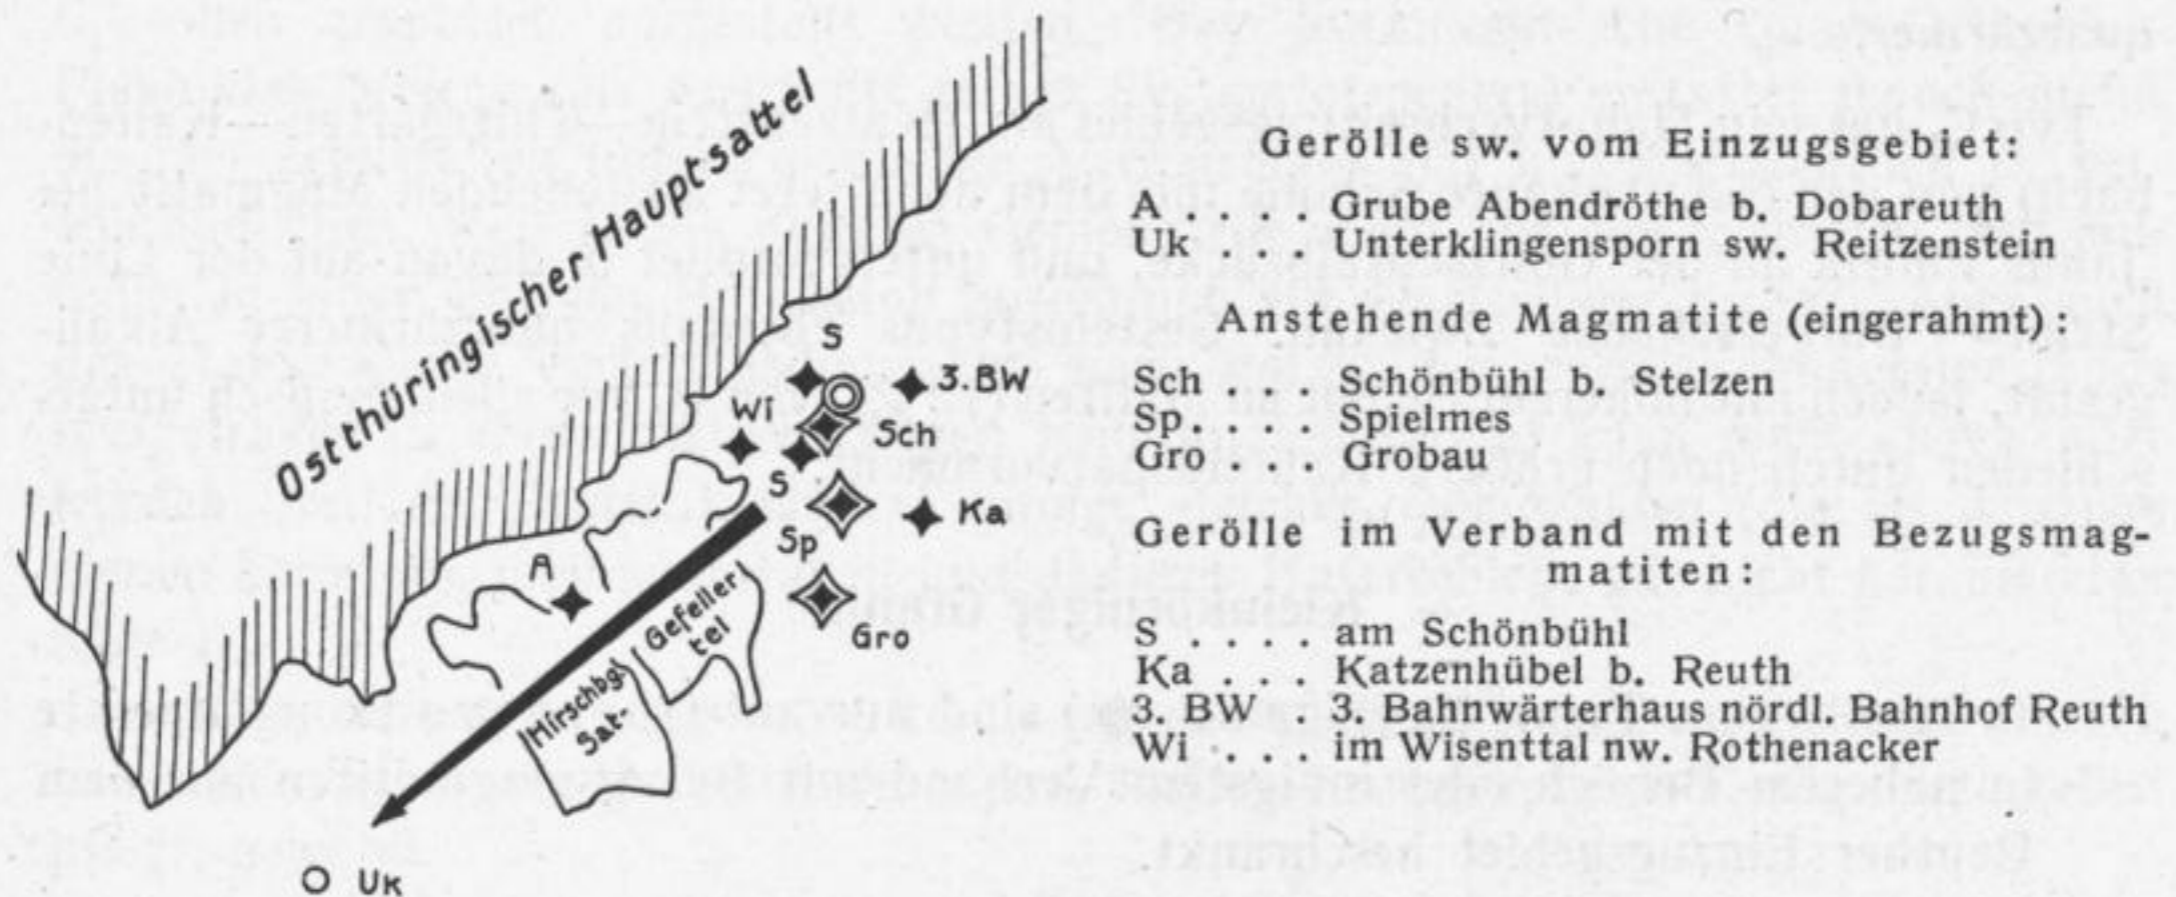 Ostthüringischer Hauptsattel
S
3.BW
Wi
Sch
S
Ka
Sp
A
Gefeller
tel
Gro
Hirschbg.
Sat-
Uk
Gerölle sw. vom Einzugsgebiet:
A . . . . Grube Abendröthe b. Dobareuth
Uk . . . Unterklingensporn sw. Reitzenstein
Anstehende Magmatite (eingerahmt):
Sch . . . Schönbühl b. Stelzen
Sp. . . . Spielmes
Gro . . . Grobau
Gerölle im Verband mit den Bezugsmag-
matiten:
S . . . . am Schönbühl
Ka . . . Katzenhübel b. Reuth
3. BW . 3. Bahnwärterhaus nördl. Bahnhof Reuth
Wi . . . im Wisenttal nw. Rothenacker